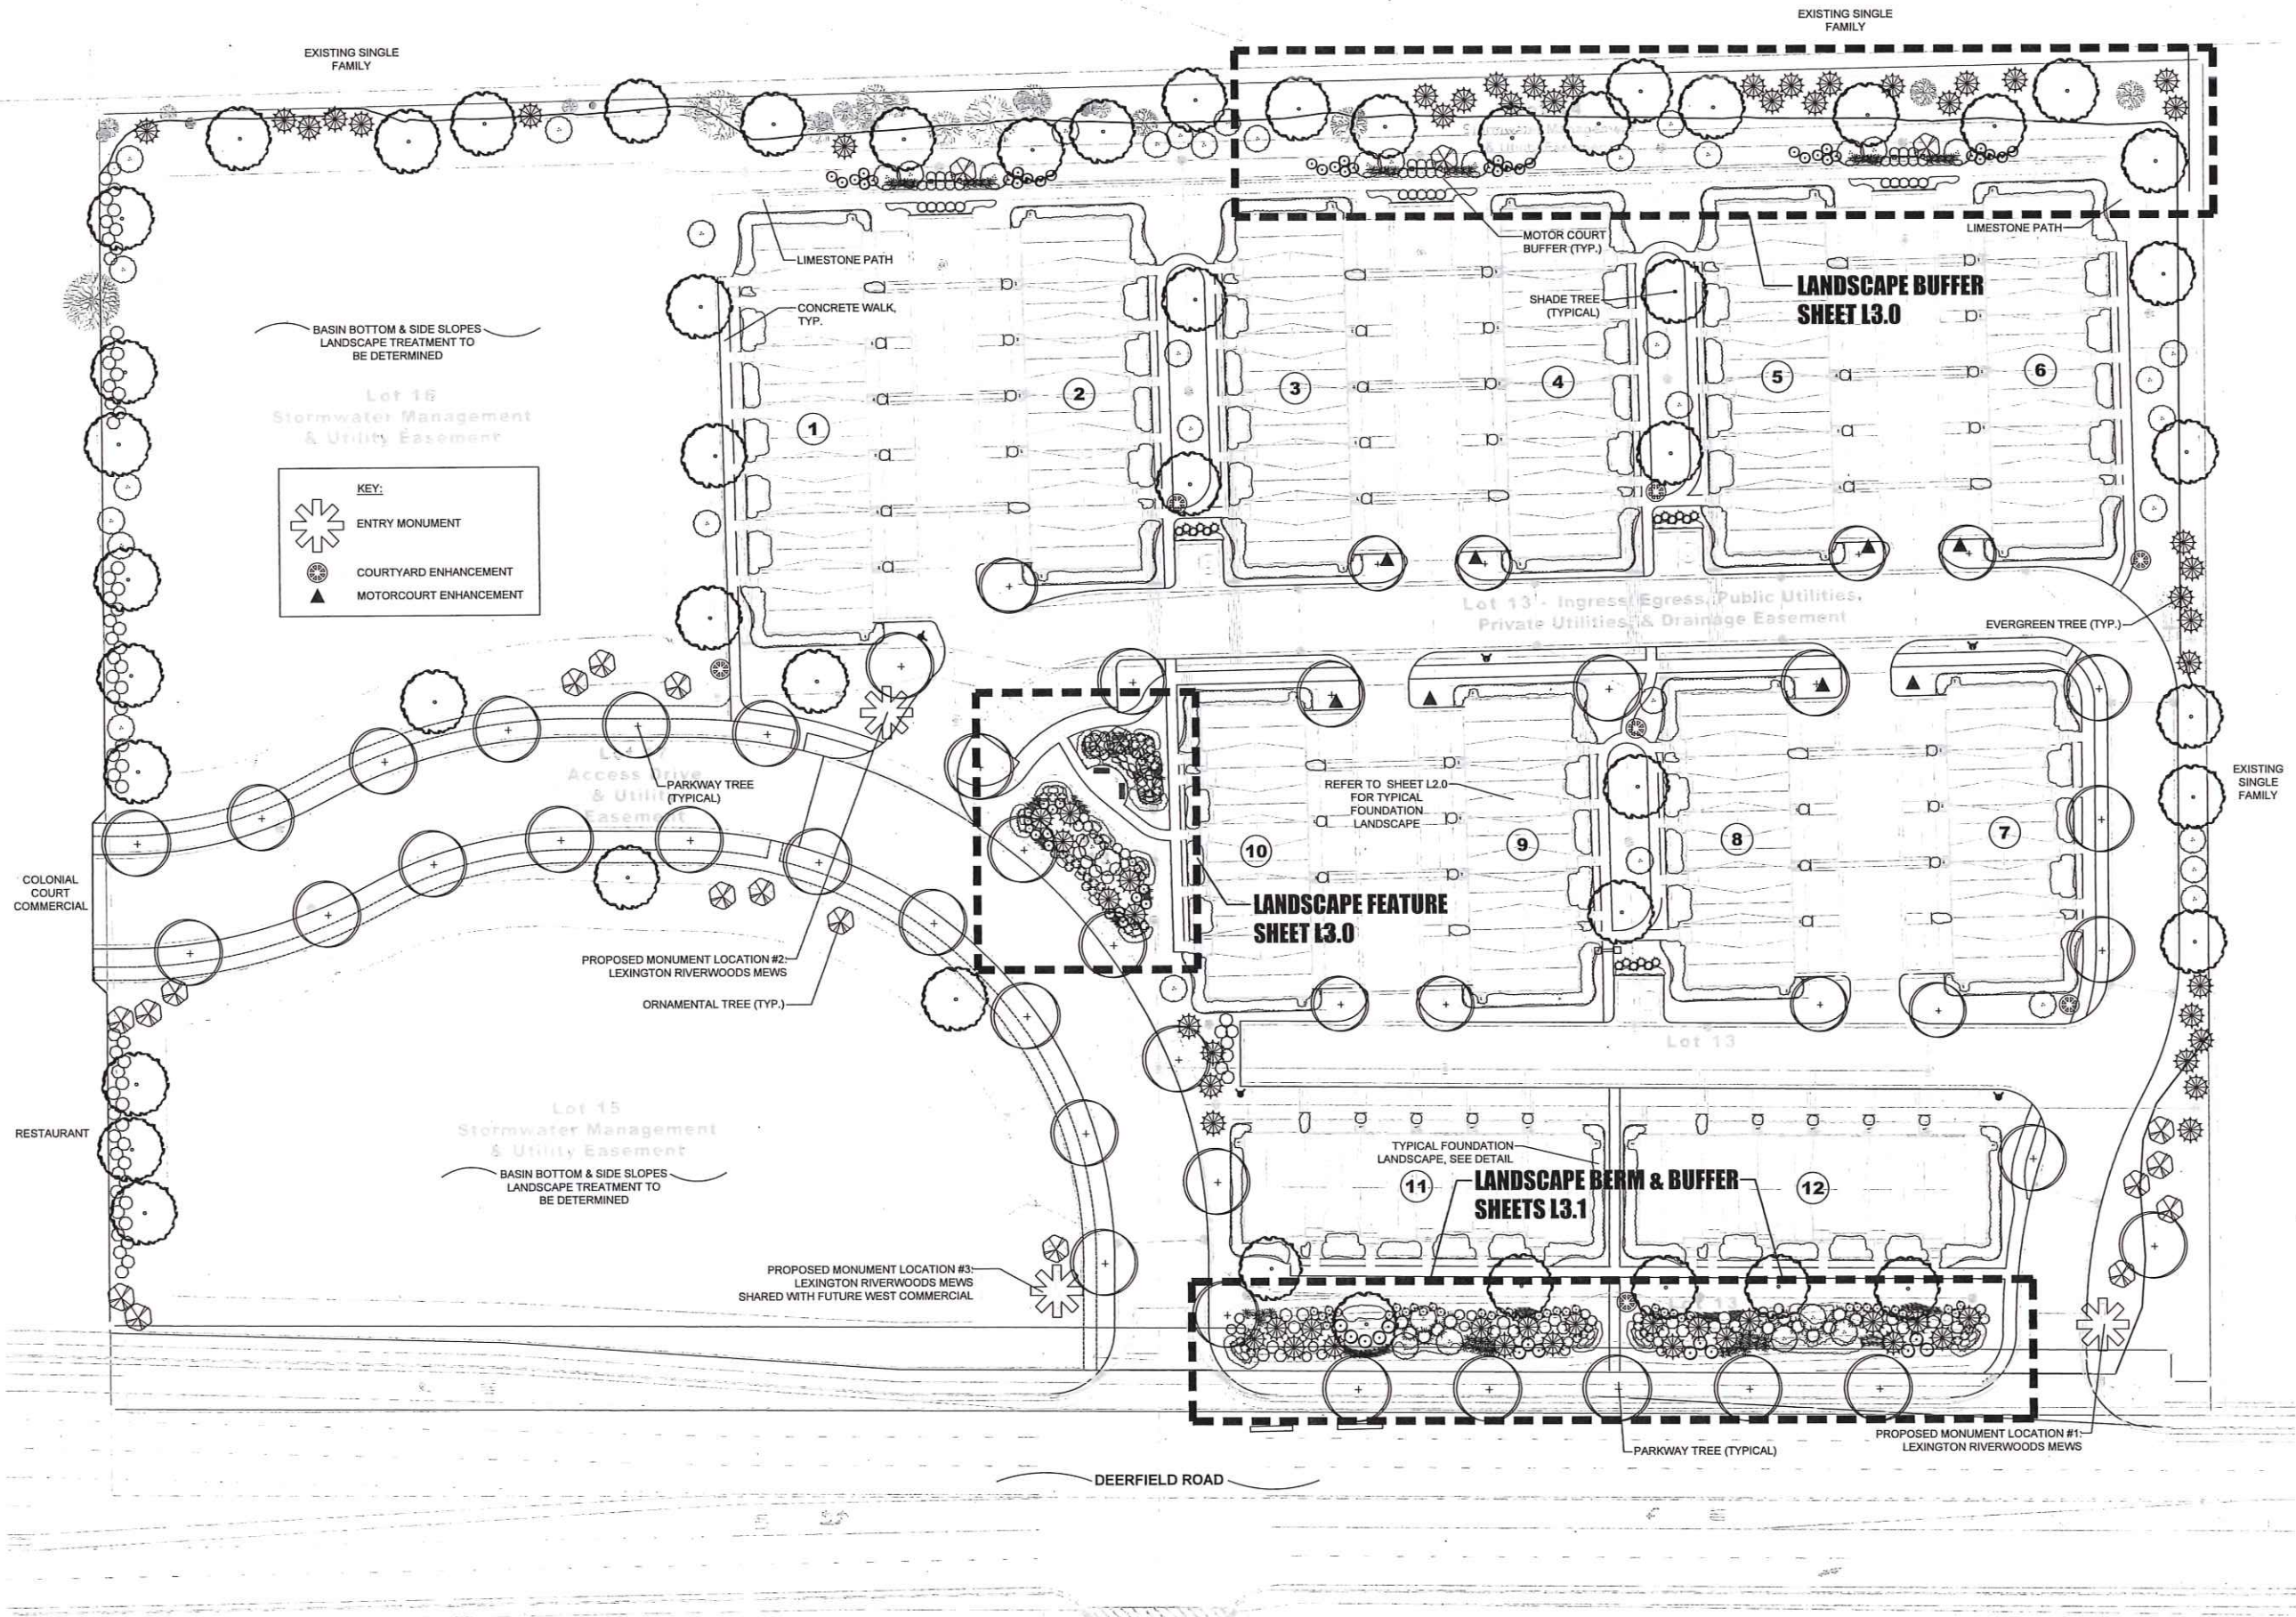 EXISTING SINGLE
FAMILY
EXISTING SINGLE
FAMILY
Stormwater Management
& Utility Easement
LIMESTONE PATH
MOTOR COURT
BUFFER (TYP.)
LIMESTONE PATH
CONCRETE WALK,
TYP.
SHADE TREE
(TYPICAL)
LANDSCAPE BUFFER
SHEET L3.0
BASIN BOTTOM & SIDE SLOPES
LANDSCAPE TREATMENT TO
BE DETERMINED
Lot 16
Stormwater Management
& Utility Easement
1
2
3
4
5
6
KEY:
ENTRY MONUMENT
COURTYARD ENHANCEMENT
MOTORCOURT ENHANCEMENT
Lot 13 - Ingress/Egress, Public Utilities,
Private Utilities, & Drainage Easement
EVERGREEN TREE (TYP.)
Access Drive
& Utility
Easement
PARKWAY TREE
(TYPICAL)
REFER TO SHEET L2.0
FOR TYPICAL
FOUNDATION
LANDSCAPE
EXISTING
SINGLE
FAMILY
10
9
8
7
COLONIAL
COURT
COMMERCIAL
LANDSCAPE FEATURE
SHEET L3.0
PROPOSED MONUMENT LOCATION #2:
LEXINGTON RIVERWOODS MEWS
ORNAMENTAL TREE (TYP.)
Lot 13
Lot 15
Stormwater Management
& Utility Easement
RESTAURANT
BASIN BOTTOM & SIDE SLOPES
LANDSCAPE TREATMENT TO
BE DETERMINED
TYPICAL FOUNDATION
LANDSCAPE, SEE DETAIL
11
12
LANDSCAPE BERM & BUFFER
SHEETS L3.1
PROPOSED MONUMENT LOCATION #3:
LEXINGTON RIVERWOODS MEWS
SHARED WITH FUTURE WEST COMMERCIAL
PROPOSED MONUMENT LOCATION #1:
LEXINGTON RIVERWOODS MEWS
PARKWAY TREE (TYPICAL)
DEERFIELD ROAD